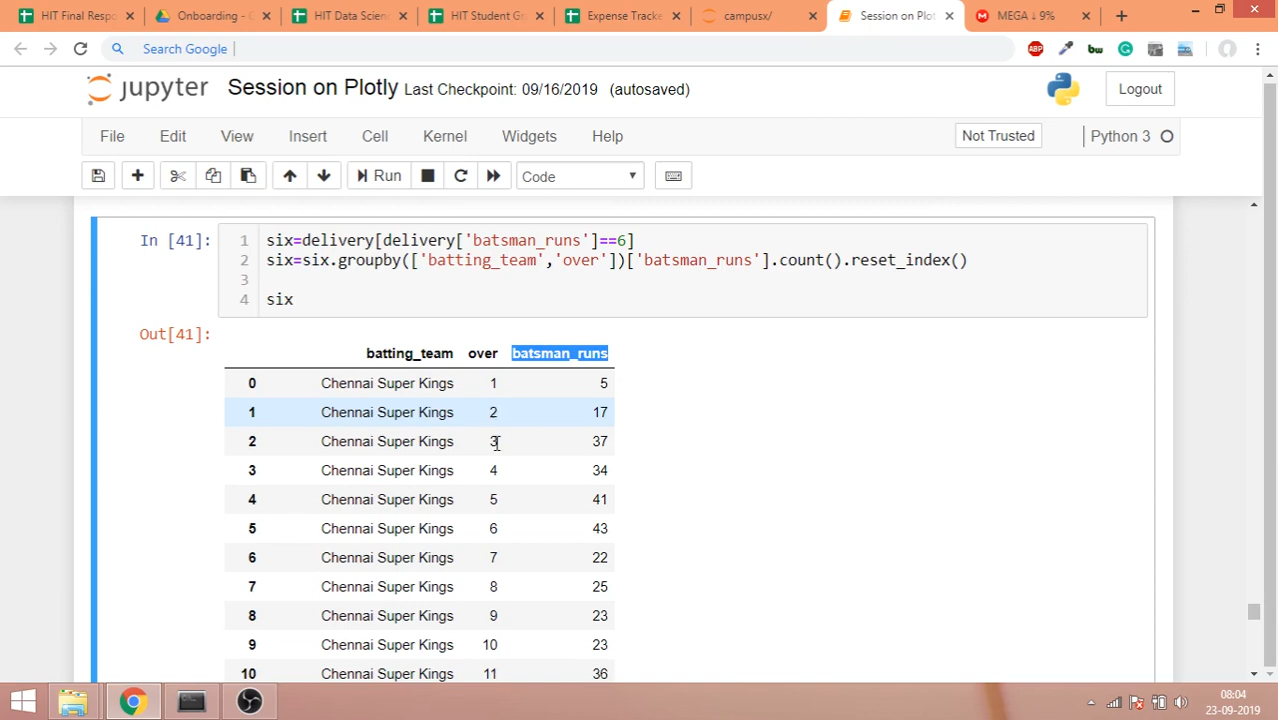 HIT Final Respo
Onboarding - G
HIT Data Scien
HIT Student Gr
Expense Tracke
campusx/
Session on Plotl
MEGA ↓ 9%
Search Google
ABP
bw
jupyter Session on Plotly Last Checkpoint: 09/16/2019 (autosaved)
Logout
File Edit View Insert Cell Kernel Widgets Help
Not Trusted
Python 3
Run
Code
In [41]:
1 six=delivery[delivery['batsman_runs']==6]
2 six=six.groupby(['batting_team','over'])['batsman_runs'].count().reset_index()
3
4 six
Out[41]:
batting_team over batsman_runs
0 Chennai Super Kings 1 5
1 Chennai Super Kings 2 17
2 Chennai Super Kings 3 37
3 Chennai Super Kings 4 34
4 Chennai Super Kings 5 41
5 Chennai Super Kings 6 43
6 Chennai Super Kings 7 22
7 Chennai Super Kings 8 25
8 Chennai Super Kings 9 23
9 Chennai Super Kings 10 23
10 Chennai Super Kings 11 36
08:04
23-09-2019